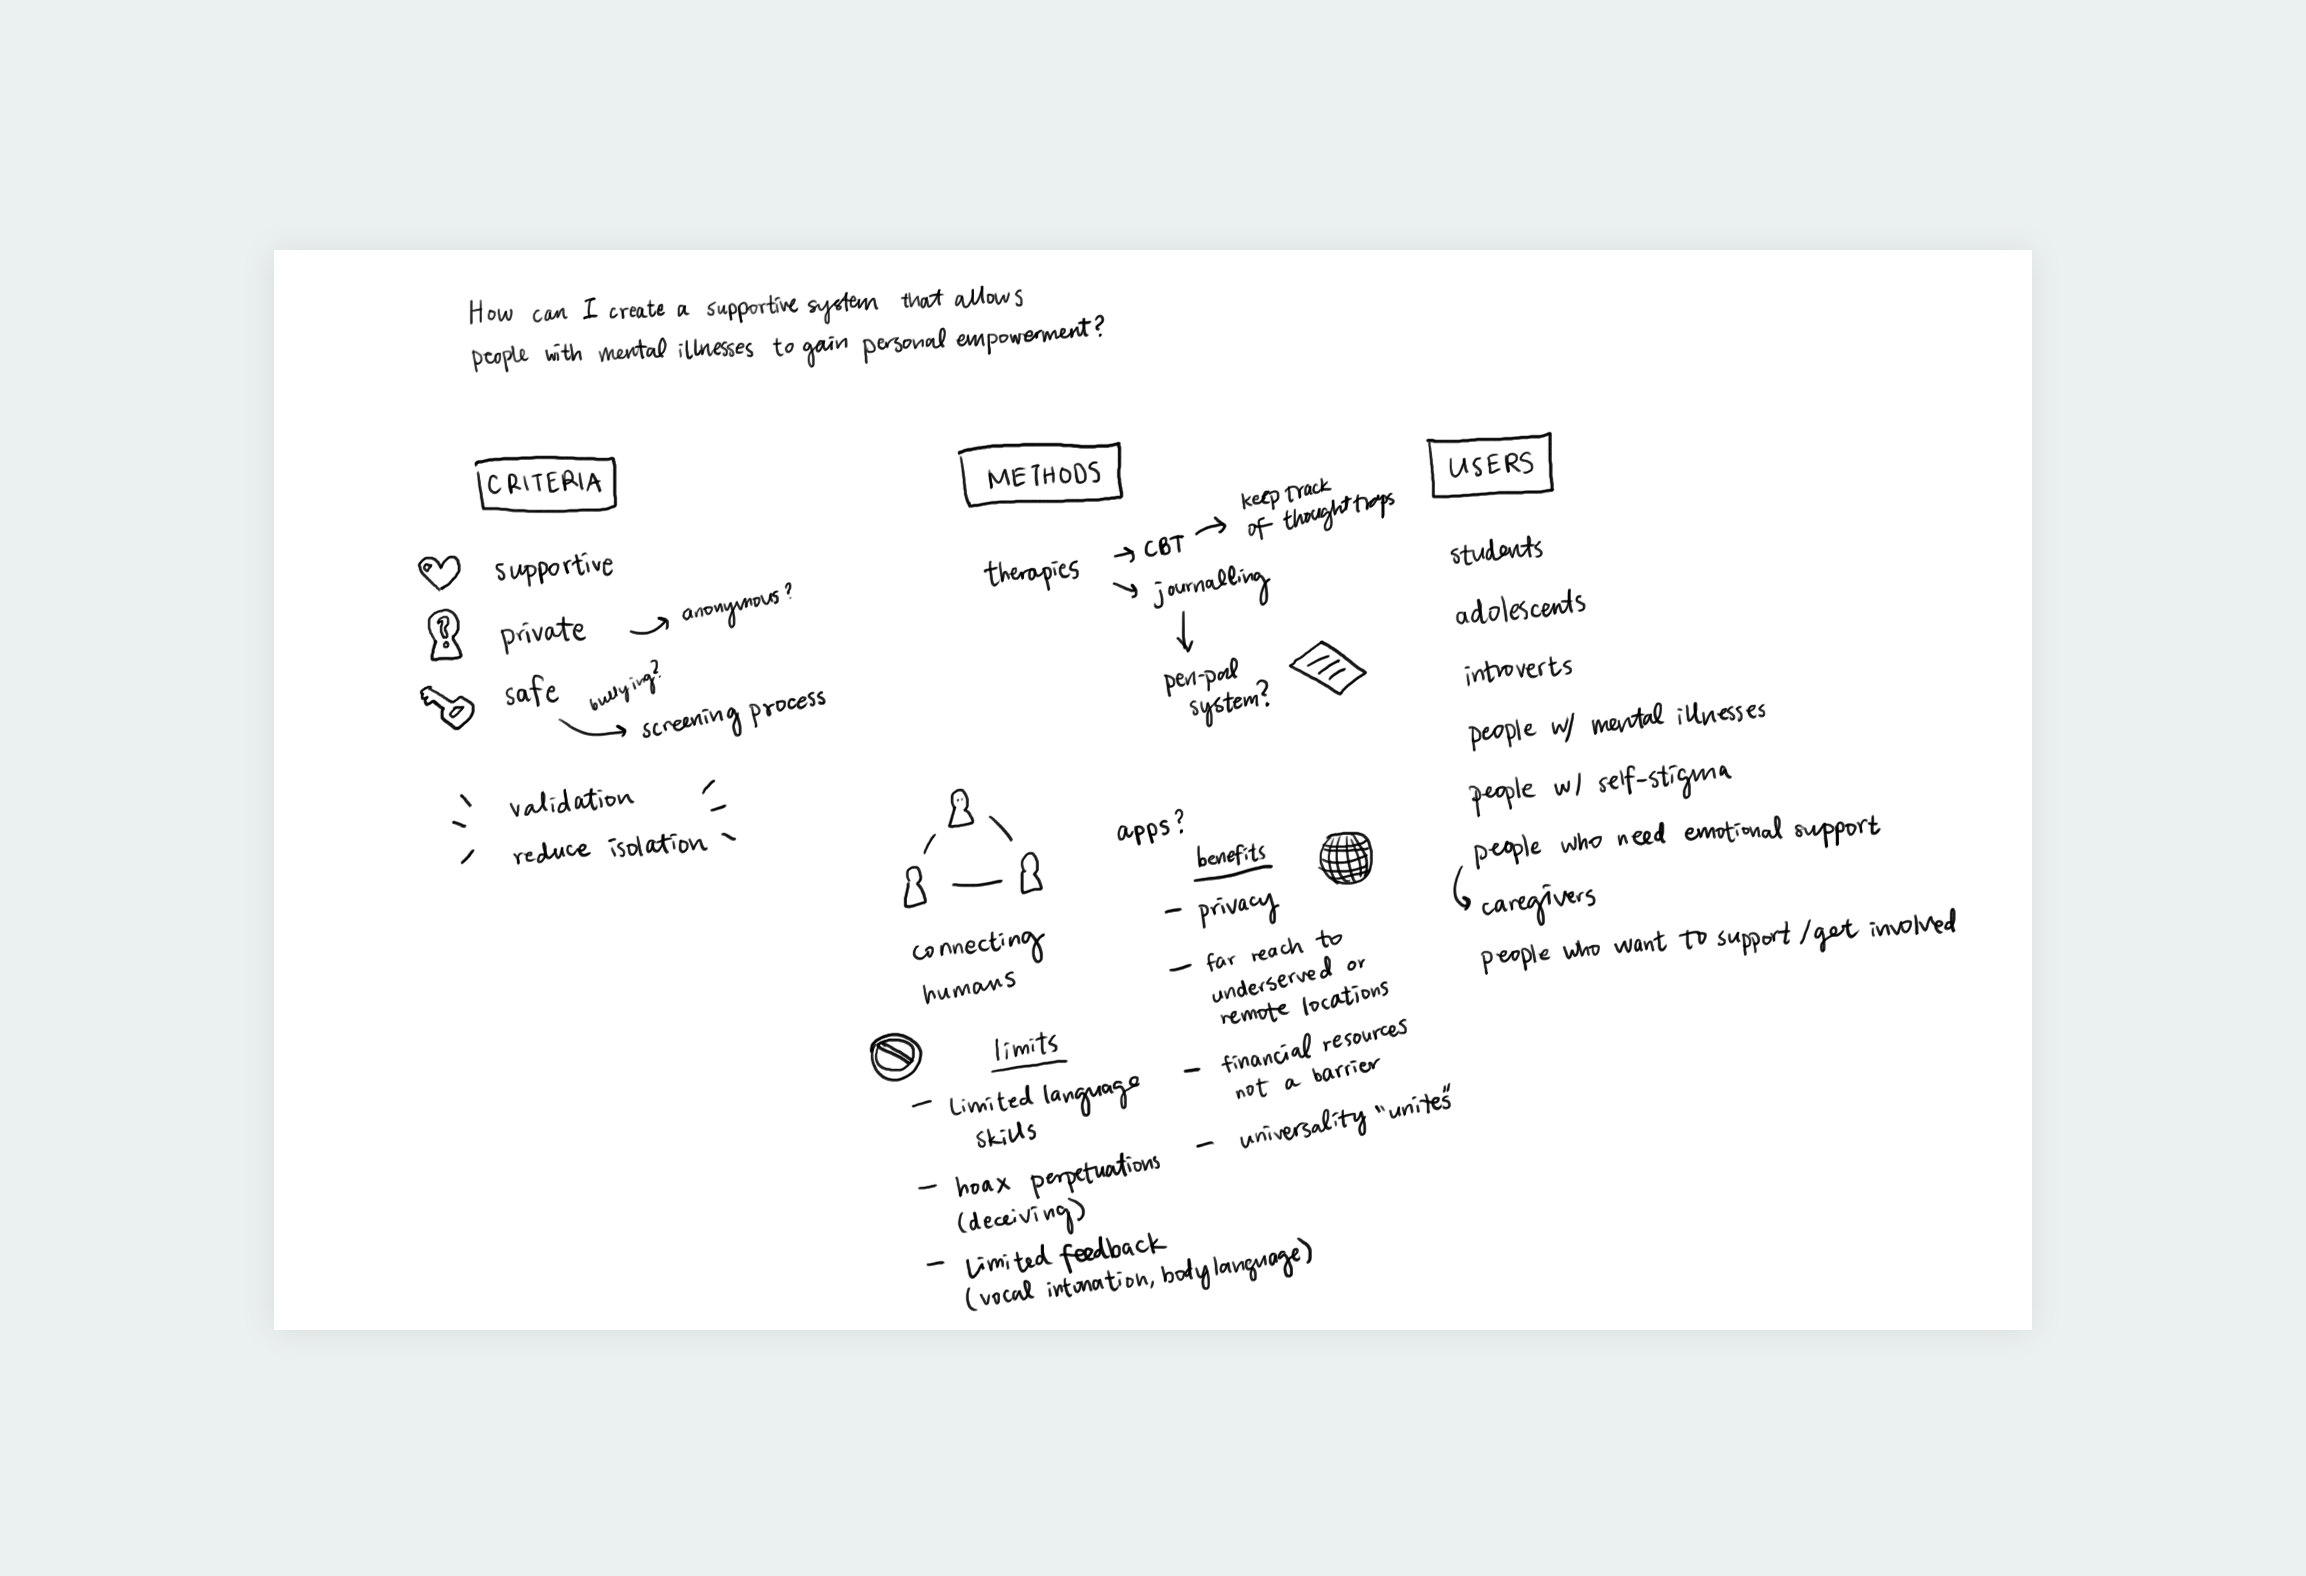 How can I create a supportive system that allows
people with mental illnesses to gain personal empowerment?
CRITERIA
supportive
private
anonymous?
safe
bullying?
screening process
validation
reduce isolation
METHODS
therapies
CBT
keep track
of thought traps
journalling
pen-pal
system?
connecting
humans
apps?
benefits
- privacy
- far reach to
underserved or
remote locations
- financial resources
not a barrier
- universality "unites"
limits
- limited language
skills
- hoax perpetuations
(deceiving)
- limited feedback
(vocal intonation, body language)
USERS
students
adolescents
introverts
people w/ mental illnesses
people w/ self-stigma
people who need emotional support
caregivers
people who want to support/get involved